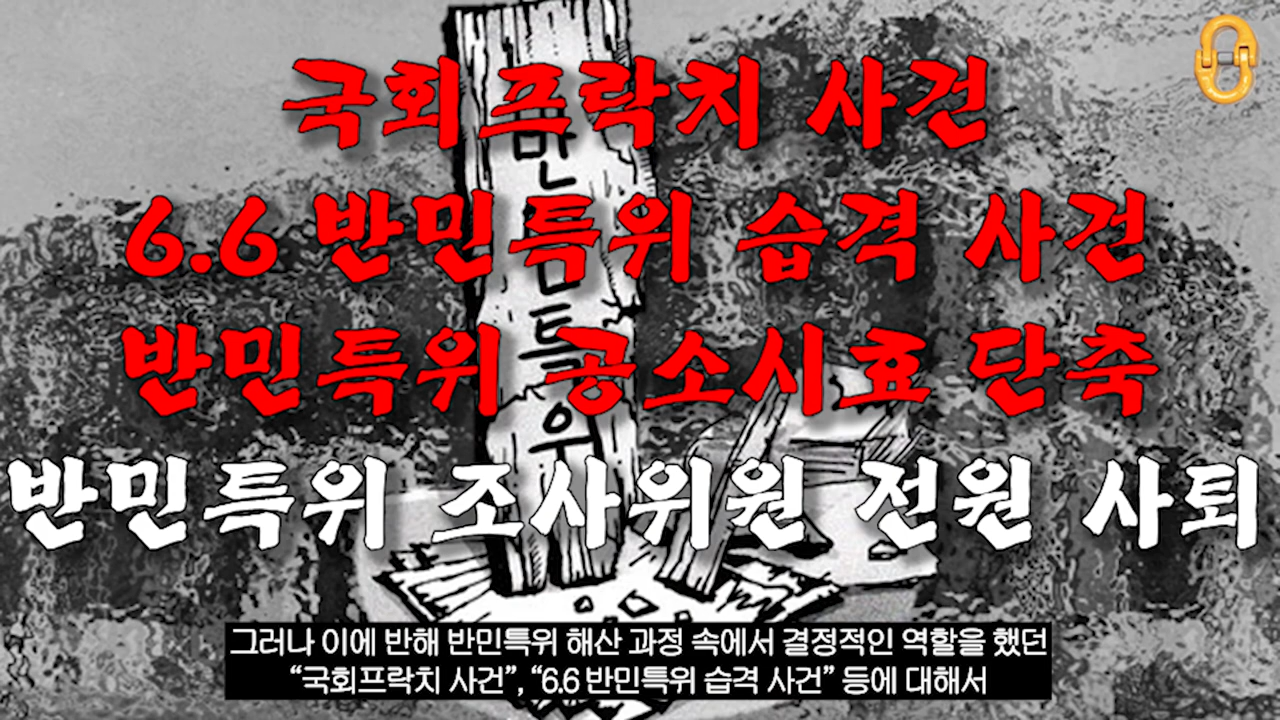 국회프락치 사건
6.6 반민특위 습격 사건
반민특위 공소시효 단축
반민특위 조사위원 전원 사퇴
반민특위
그러나 이에 반해 반민특위 해산 과정 속에서 결정적인 역할을 했던
“국회프락치 사건”, “6.6 반민특위 습격 사건” 등에 대해서